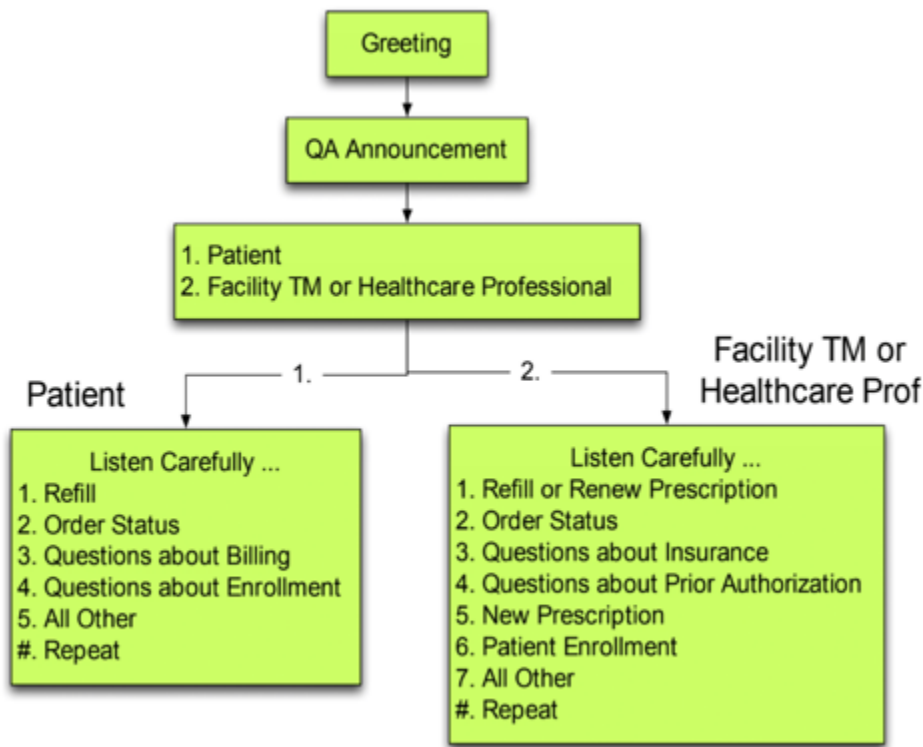 Greeting
QA Announcement
1. Patient
2. Facility TM or Healthcare Professional
1.
2.
Patient
Facility TM or
Healthcare Prof
Listen Carefully ...
1. Refill
2. Order Status
3. Questions about Billing
4. Questions about Enrollment
5. All Other
#. Repeat
Listen Carefully ...
1. Refill or Renew Prescription
2. Order Status
3. Questions about Insurance
4. Questions about Prior Authorization
5. New Prescription
6. Patient Enrollment
7. All Other
#. Repeat